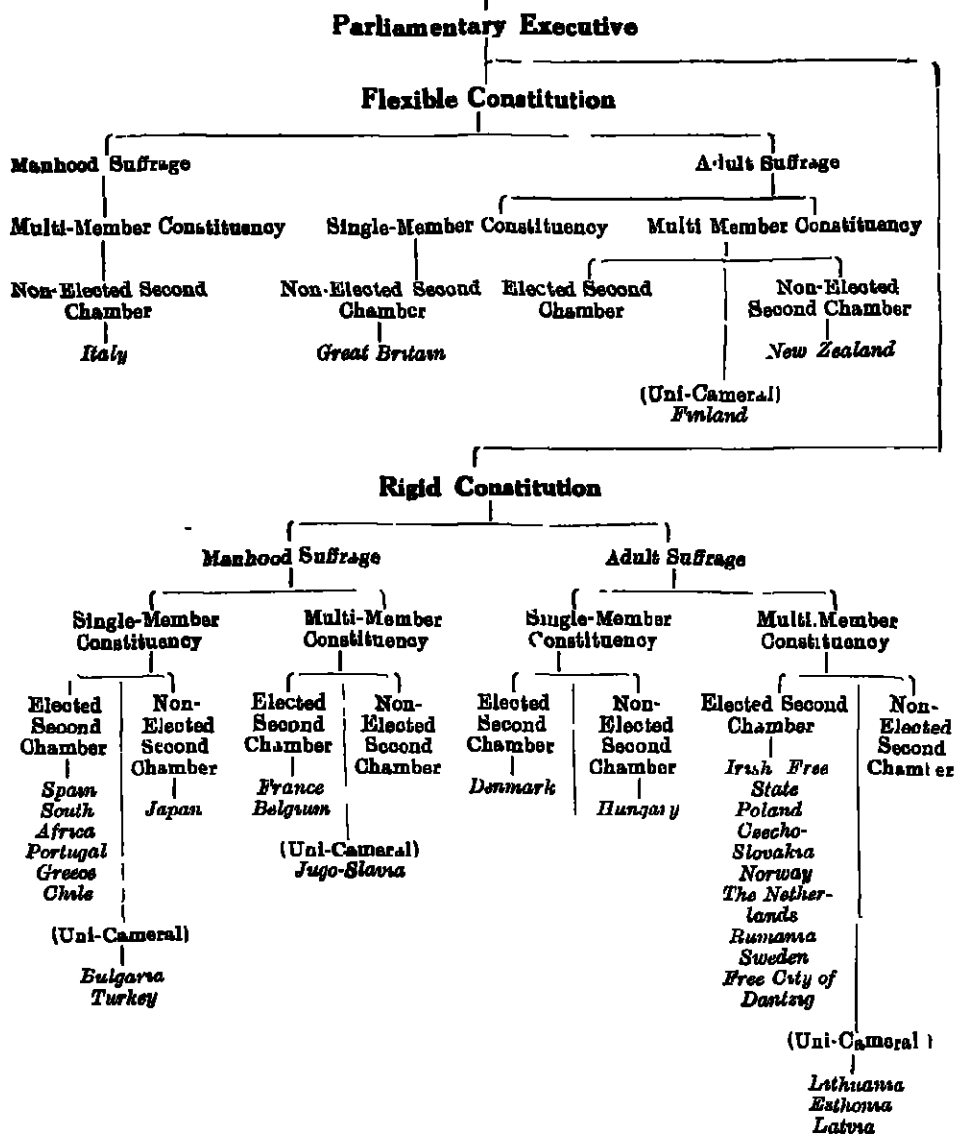 Parliamentary Executive
Flexible Constitution
Manhood Suffrage
Adult Suffrage
Multi-Member Constituency
Single-Member Constituency
Multi Member Constituency
Non-Elected Second
Chamber
Italy
Non-Elected Second
Chamber
Great Britain
Elected Second
Chamber
Non-Elected
Second Chamber
New Zealand
(Uni-Cameral)
Finland
Rigid Constitution
Manhood Suffrage
Adult Suffrage
Single-Member
Constituency
Multi-Member
Constituency
Single-Member
Constituency
Multi.Member
Constituency
Elected
Second
Chamber
Spain
South
Africa
Portugal
Greece
Chile
Non-
Elected
Second
Chamber
Japan
(Uni-Cameral)
Bulgaria
Turkey
Elected
Second
Chamber
France
Belgium
Non-
Elected
Second
Chamber
(Uni-Cameral)
Jugo-Slavia
Elected
Second
Chamber
Denmark
Non-
Elected
Second
Chamber
Hungary
Elected Second
Chamber
Irish Free
State
Poland
Czecho-
Slovakia
Norway
The Nether-
lands
Rumania
Sweden
Free City of
Dantzig
Non-
Elected
Second
Chamber
(Uni-Cameral)
Lithuania
Esthonia
Latvia